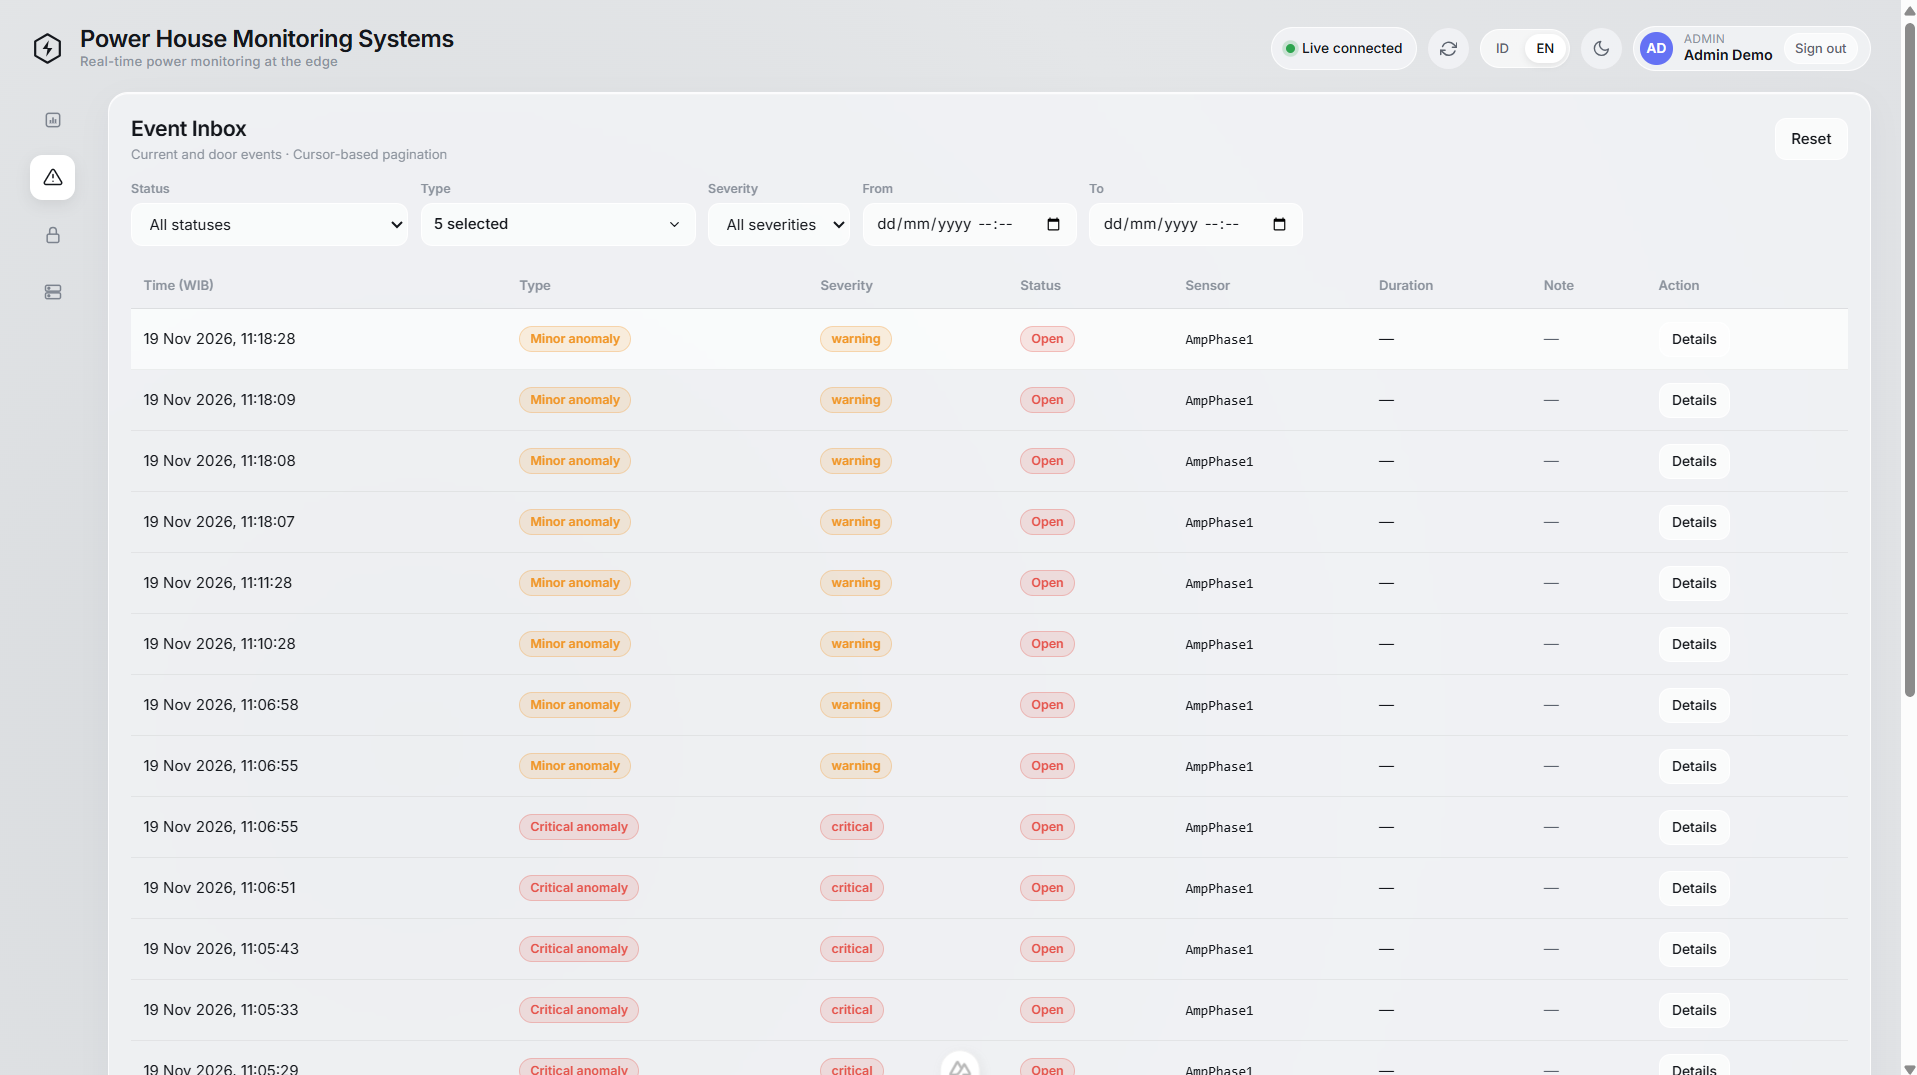 Power House Monitoring Systems
Real-time power monitoring at the edge
Live connected
ID EN
AD
ADMIN
Admin Demo
Sign out
Event Inbox
Current and door events · Cursor-based pagination
Reset
Status Type Severity From To
All statuses 5 selected All severities dd/mm/yyyy --:-- dd/mm/yyyy --:--
Time (WIB) Type Severity Status Sensor Duration Note Action
19 Nov 2026, 11:18:28 Minor anomaly warning Open AmpPhase1 — — Details
19 Nov 2026, 11:18:09 Minor anomaly warning Open AmpPhase1 — — Details
19 Nov 2026, 11:18:08 Minor anomaly warning Open AmpPhase1 — — Details
19 Nov 2026, 11:18:07 Minor anomaly warning Open AmpPhase1 — — Details
19 Nov 2026, 11:11:28 Minor anomaly warning Open AmpPhase1 — — Details
19 Nov 2026, 11:10:28 Minor anomaly warning Open AmpPhase1 — — Details
19 Nov 2026, 11:06:58 Minor anomaly warning Open AmpPhase1 — — Details
19 Nov 2026, 11:06:55 Minor anomaly warning Open AmpPhase1 — — Details
19 Nov 2026, 11:06:55 Critical anomaly critical Open AmpPhase1 — — Details
19 Nov 2026, 11:06:51 Critical anomaly critical Open AmpPhase1 — — Details
19 Nov 2026, 11:05:43 Critical anomaly critical Open AmpPhase1 — — Details
19 Nov 2026, 11:05:33 Critical anomaly critical Open AmpPhase1 — — Details
19 Nov 2026, 11:05:29 Critical anomaly critical Open AmpPhase1 — — Details